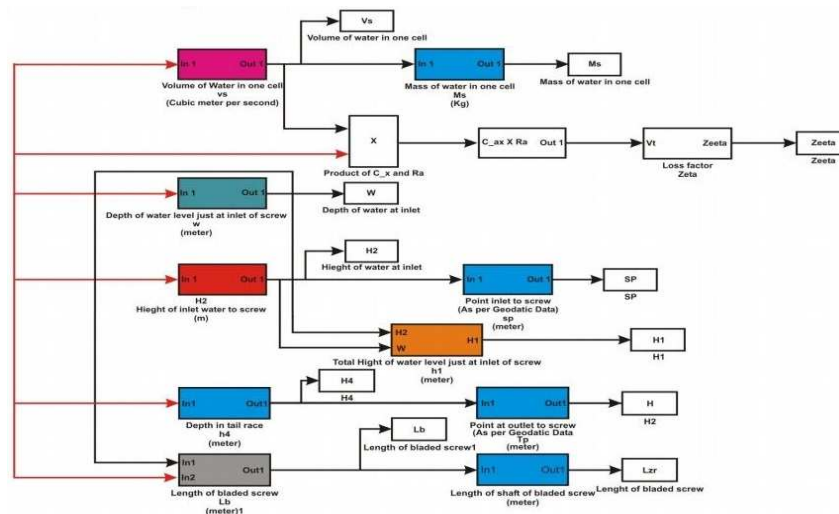 Vs
Volume of water in one cell
In 1 Out 1
Volume of Water in one cell
vs
(Cubic meter per second)
In 1 Out 1
Mass of water in one cell
Ms
(Kg)
Ms
Mass of water in one cell
X
Product of C_x and Ra
C_ax X Ra Out 1
Vt Zeeta
Loss factor
Zeta
Zeeta
Zeeta
In 1 Out 1
Depth of water level just at inlet of screw
w
(meter)
W
Depth of water at inlet
H2
Hieght of water at inlet
In 1 Out 1
H2
Hieght of inlet water to screw
(m)
In 1 Out 1
Point inlet to screw
(As per Geodatic Data)
sp
(meter)
SP
SP
H2 H1
W
Total Hight of water level just at inlet of screw
h1
(meter)
H1
H1
H4
H4
In1 Out1
Depth in tail race
h4
(meter)
In1 Out1
Point at outlet to screw
(As per Geodatic Data
Tp
(meter)
H
H2
Lb
Length of bladed screw1
In1 Out1
In2
Length of bladed screw
Lb
(meter)1
In1 Out1
Length of shaft of bladed screw
(meter)
Lzr
Lenght of bladed screw